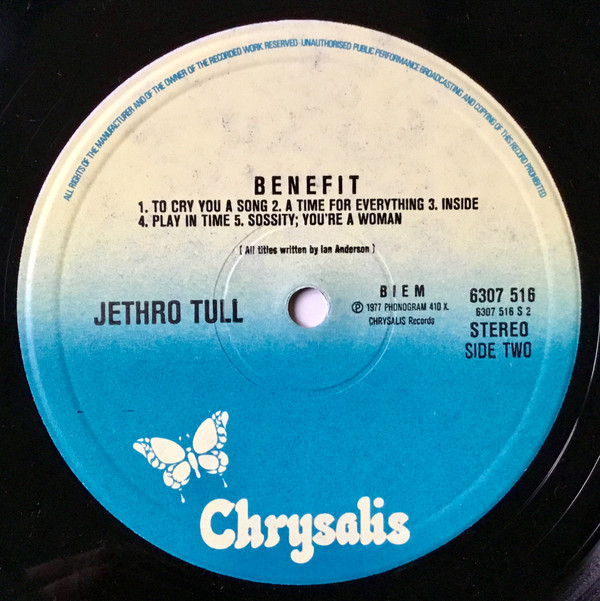 ALL RIGHTS OF THE MANUFACTURER AND OF THE OWNER OF THE RECORDED WORK RESERVED · UNAUTHORISED PUBLIC PERFORMANCE BROADCASTING AND COPYING OF THIS RECORD PROHIBITED
BENEFIT
1. TO CRY YOU A SONG 2. A TIME FOR EVERYTHING 3. INSIDE
4. PLAY IN TIME 5. SOSSITY; YOU'RE A WOMAN
( All titles written by Ian Anderson )
JETHRO TULL
BIEM
℗ 1977 PHONOGRAM 410 X.
CHRYSALIS Records
6307 516
6307 516 S 2
STEREO
SIDE TWO
Chrysalis